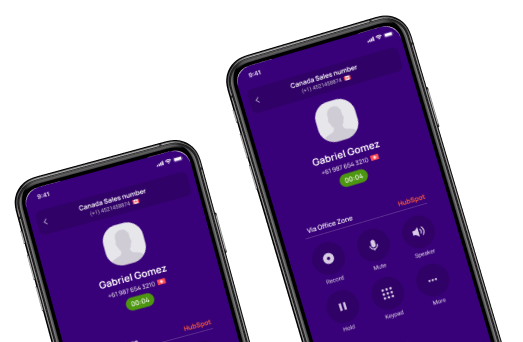 9:41
Canada Sales number
(+1) 4521458874
Gabriel Gomez
+61 987 654 3210
00:04
HubSpot
9:41
Canada Sales number
(+1) 4521458874
Gabriel Gomez
+61 987 654 3210
00:04
Via Office Zone
HubSpot
Record
Mute
Speaker
Hold
Keypad
More